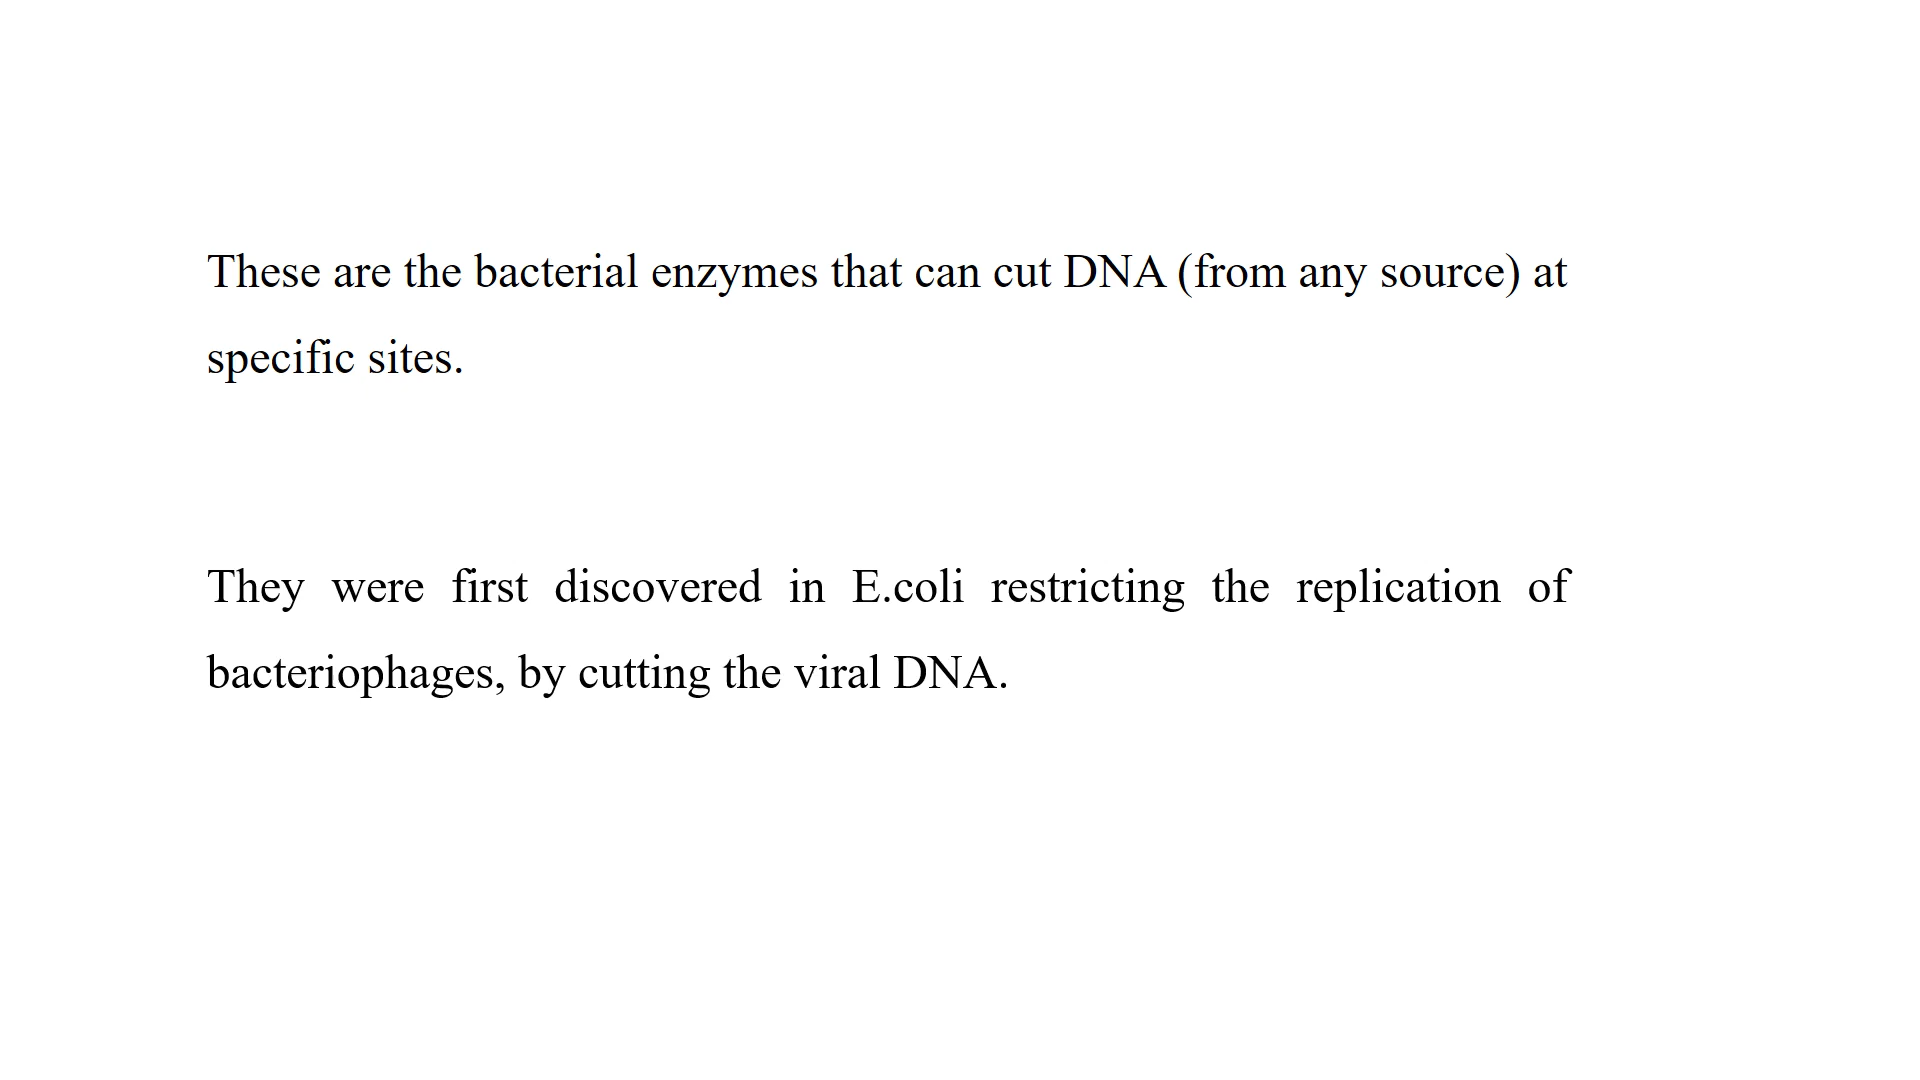 These are the bacterial enzymes that can cut DNA (from any source) at
specific sites.
They were first discovered in E.coli restricting the replication of
bacteriophages, by cutting the viral DNA.